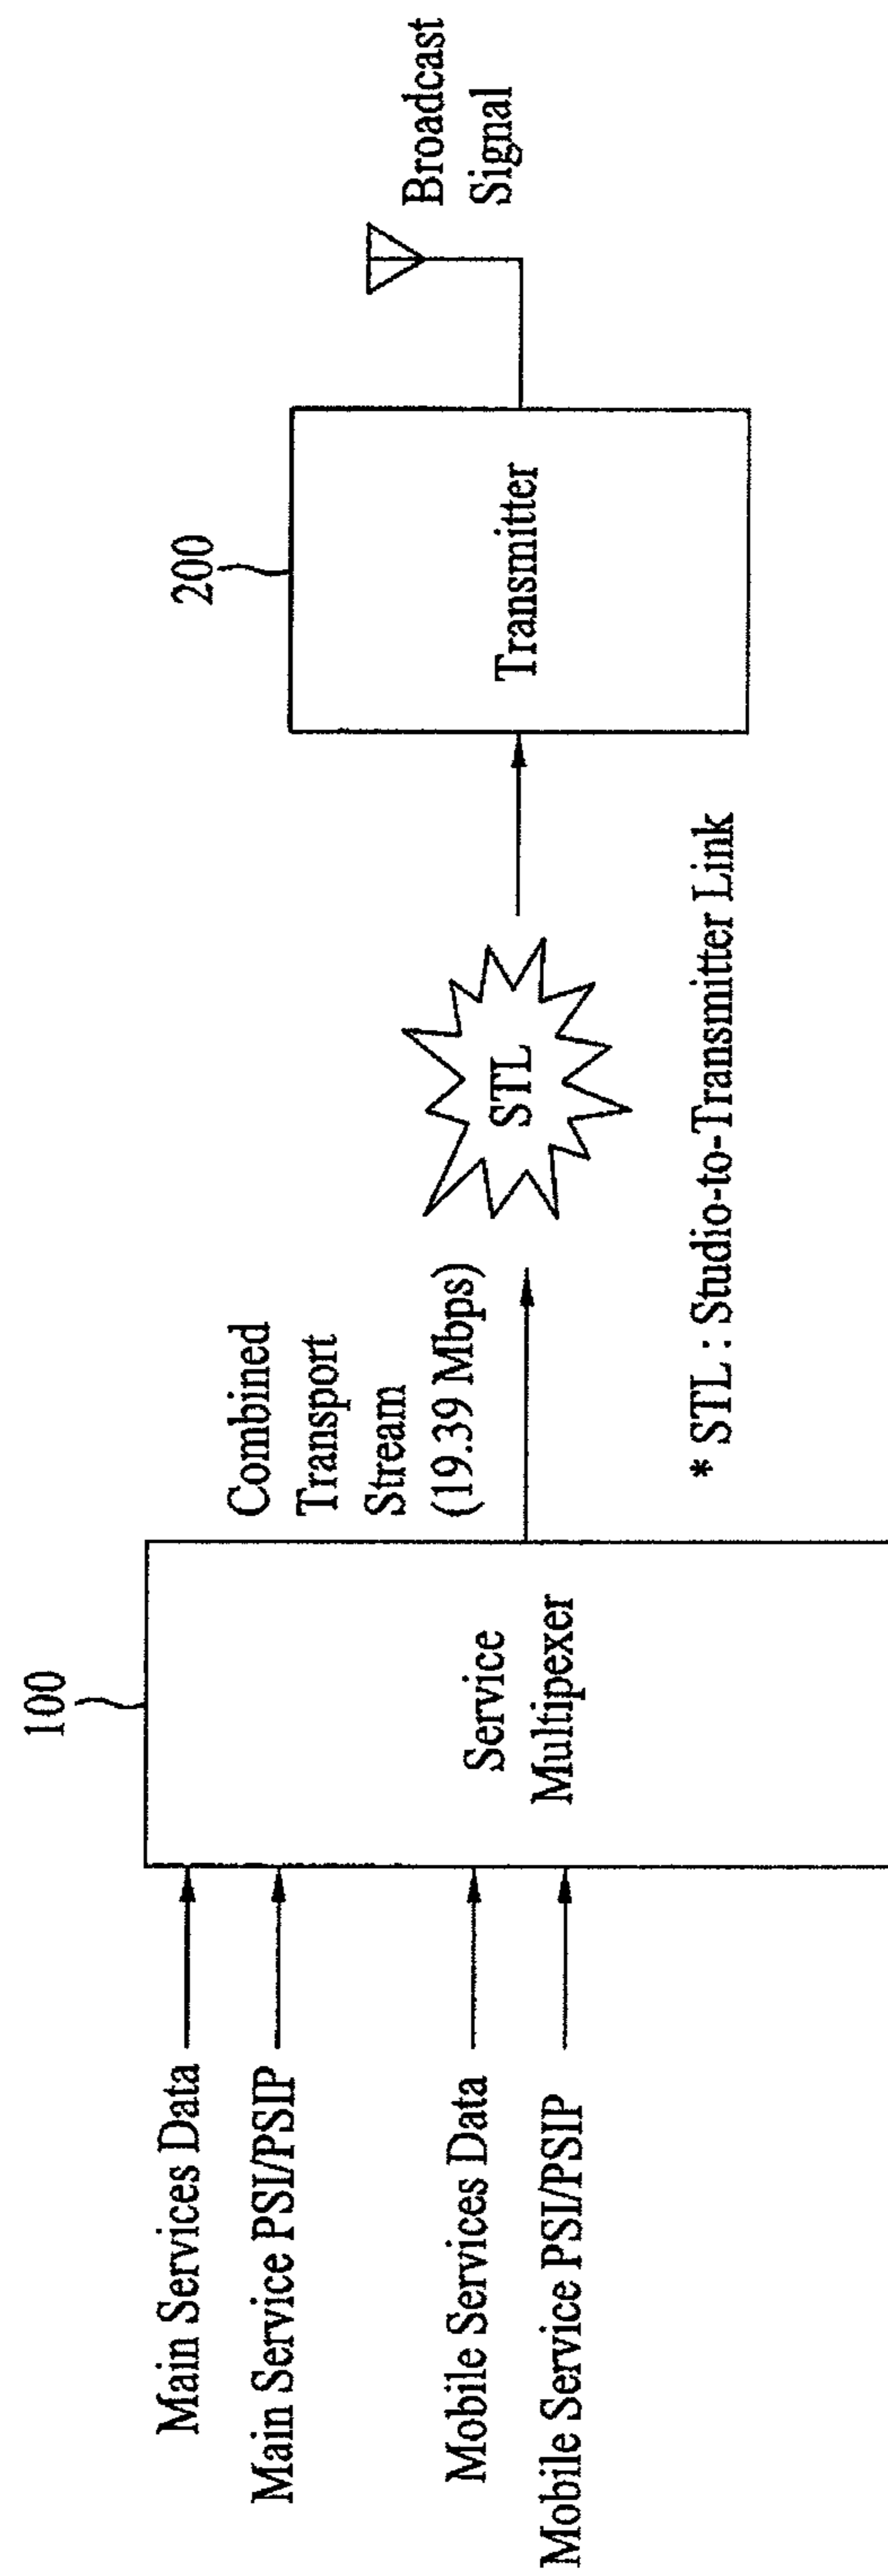 100
200
Main Services Data
Main Service PSI/PSIP
Mobile Services Data
Mobile Service PSI/PSIP
Service
Multipexer
Combined
Transport
Stream
(19.39 Mbps)
STL
Transmitter
Broadcast
Signal
* STL : Studio-to-Transmitter Link